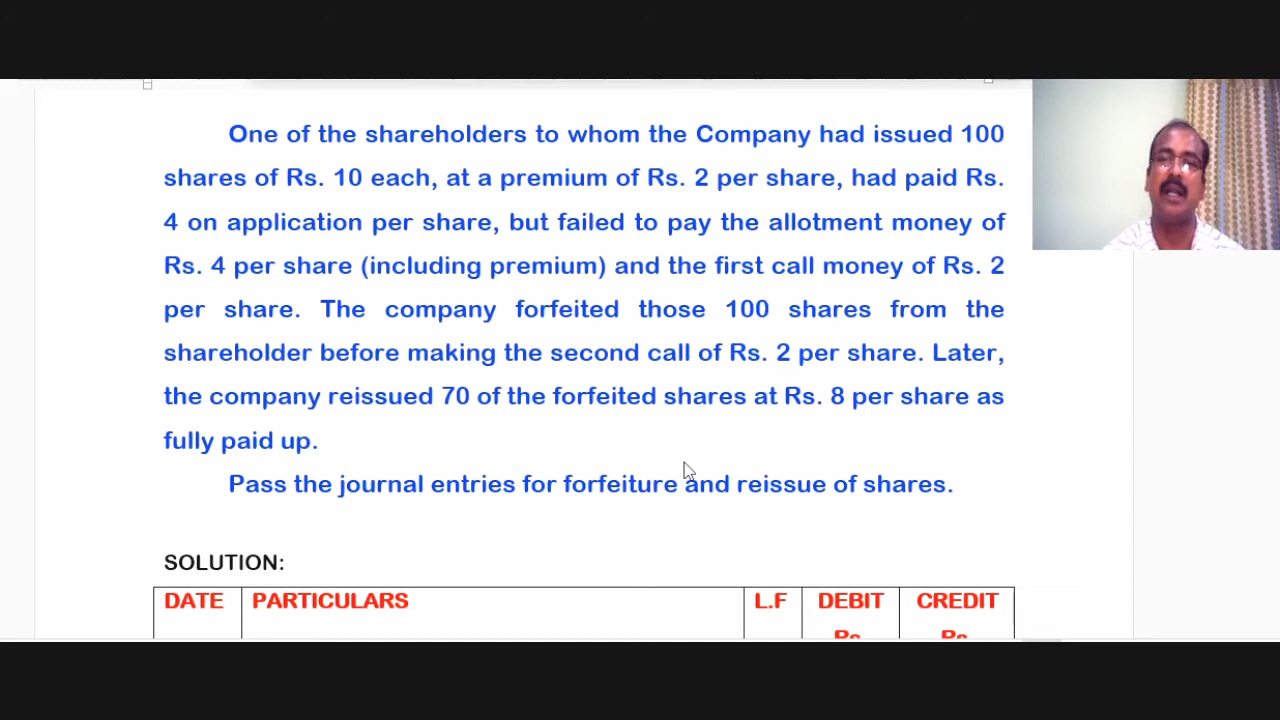 One of the shareholders to whom the Company had issued 100
shares of Rs. 10 each, at a premium of Rs. 2 per share, had paid Rs.
4 on application per share, but failed to pay the allotment money of
Rs. 4 per share (including premium) and the first call money of Rs. 2
per share. The company forfeited those 100 shares from the
shareholder before making the second call of Rs. 2 per share. Later,
the company reissued 70 of the forfeited shares at Rs. 8 per share as
fully paid up.
Pass the journal entries for forfeiture and reissue of shares.
SOLUTION:
DATE PARTICULARS L.F DEBIT CREDIT
Rs Rs